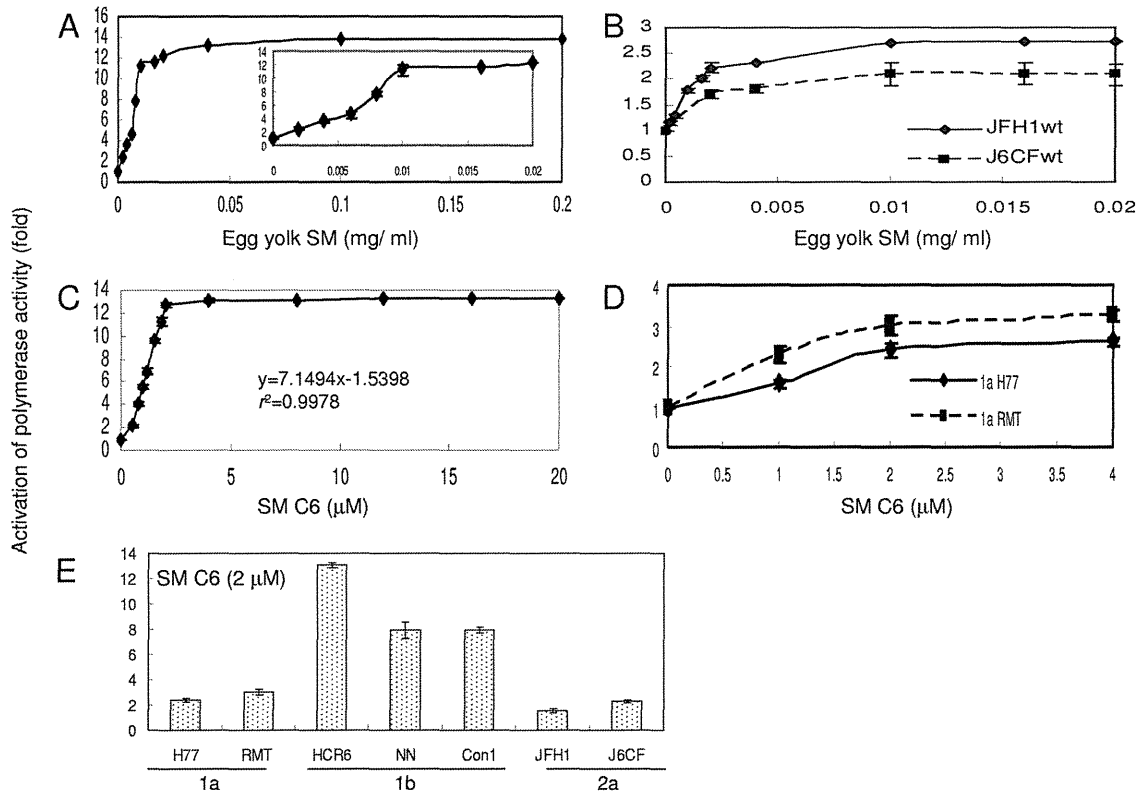 Activation of polymerase activity (fold)
A
16
14
12
10
8
6
4
2
0
0 0.05 0.1 0.15 0.2
Egg yolk SM (mg/ ml)
14
12
10
8
6
4
2
0
0 0.005 0.01 0.015 0.02
B
3
2.5
2
1.5
1
0.5
0
0 0.005 0.01 0.015 0.02
Egg yolk SM (mg/ ml)
JFH1wt
J6CFwt
C
14
12
10
8
6
4
2
0
0 5 10 15 20
SM C6 (µM)
y=7.1494x-1.5398
r²=0.9978
D
4
3
2
1
0
0 0.5 1 1.5 2 2.5 3 3.5 4
SM C6 (µM)
1a H77
1a RMT
E
14
12
10
8
6
4
2
0
SM C6 (2 µM)
H77 RMT HCR6 NN Con1 JFH1 J6CF
1a 1b 2a